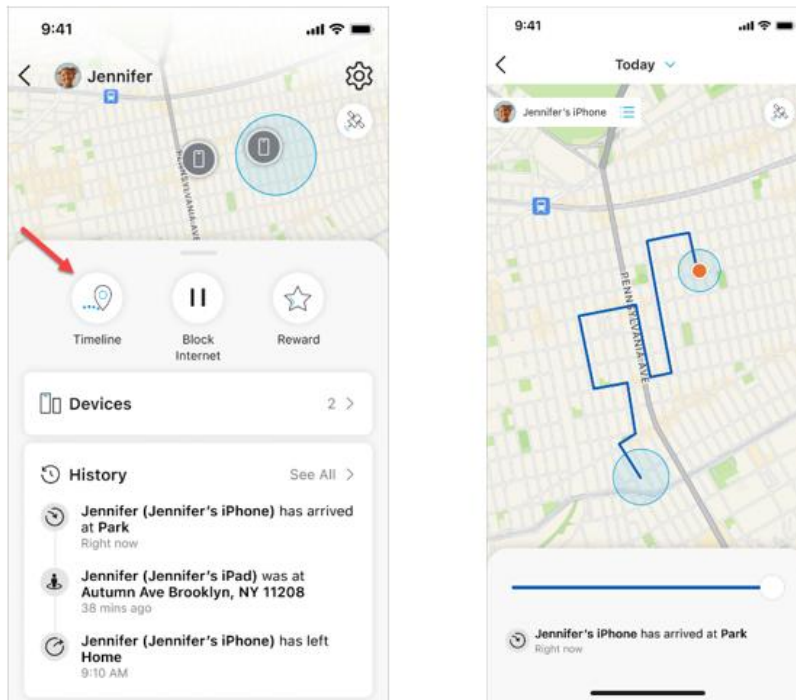 9:41
Jennifer
PENNSYLVANIA AVE
Timeline
Block
Internet
Reward
Devices
2
History
See All
Jennifer (Jennifer's iPhone) has arrived
at Park
Right now
Jennifer (Jennifer's iPad) was at
Autumn Ave Brooklyn, NY 11208
38 mins ago
Jennifer (Jennifer's iPhone) has left
Home
9:10 AM
9:41
Today
Jennifer's iPhone
PENNSYLVANIA AVE
Jennifer's iPhone has arrived at Park
Right now